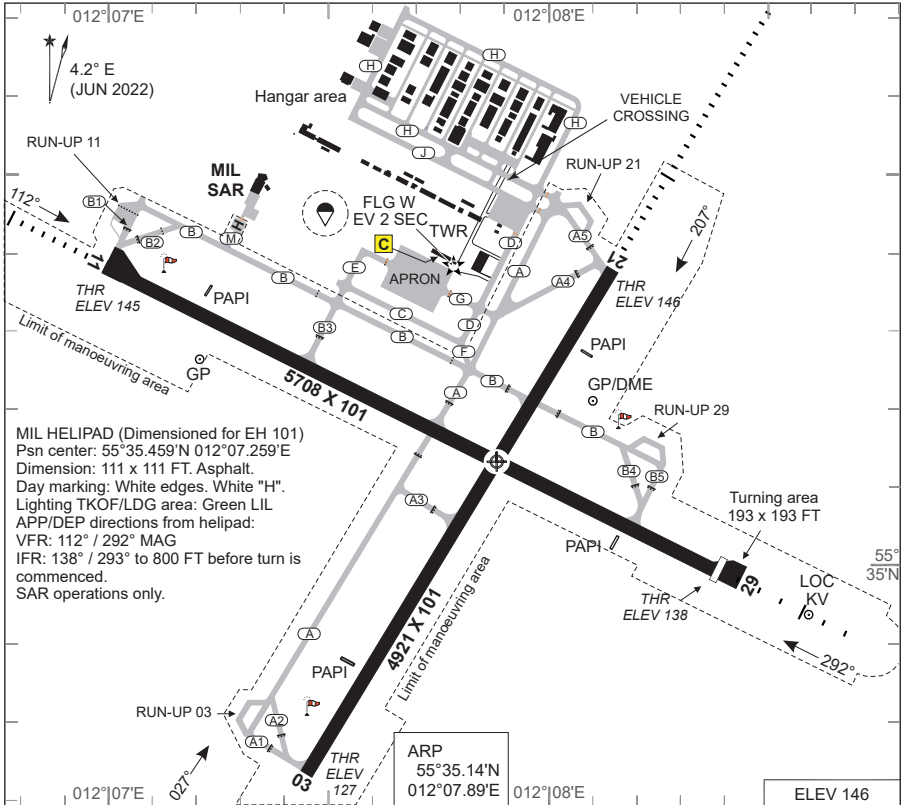 012°07'
012°08'
4.2° E
(JUN 2022)
H
H
Hangar area
VEHICLE
CROSSING
H
H
RUN-UP 11
J
RUN-UP 21
MIL
SAR
112°
B1
FLG W
EV 2 SEC
TWR
207°
B2
B
M
H
C
D
A5
E
A
21
11
APRON
A4
THR
ELEV 145
B
THR
ELEV 146
PAPI
G
C
D
B3
B
F
PAPI
Limit of manoeuvring area
GP
B
GP/DME
5708 X 101
A
RUN-UP 29
B
MIL HELIPAD (Dimensioned for EH 101)
Psn center: 55°35.459'N 012°07.259'E
Dimension: 111 x 111 FT. Asphalt.
Day marking: White edges. White "H".
Lighting TKOF/LDG area: Green LIL
APP/DEP directions from helipad:
VFR: 112° / 292° MAG
IFR: 138° / 293° to 800 FT before turn is
commenced.
SAR operations only.
B4
B5
A3
Turning area
193 x 193 FT
PAPI
55°
35'N
29
LOC
KV
THR
ELEV 138
Limit of manoeuvring area
A
4921 X 101
292°
PAPI
RUN-UP 03
A2
A1
027°
03
THR
ELEV
127
ARP
55°35.14'N
012°07.89'E
012°07'
012°08'
ELEV 146